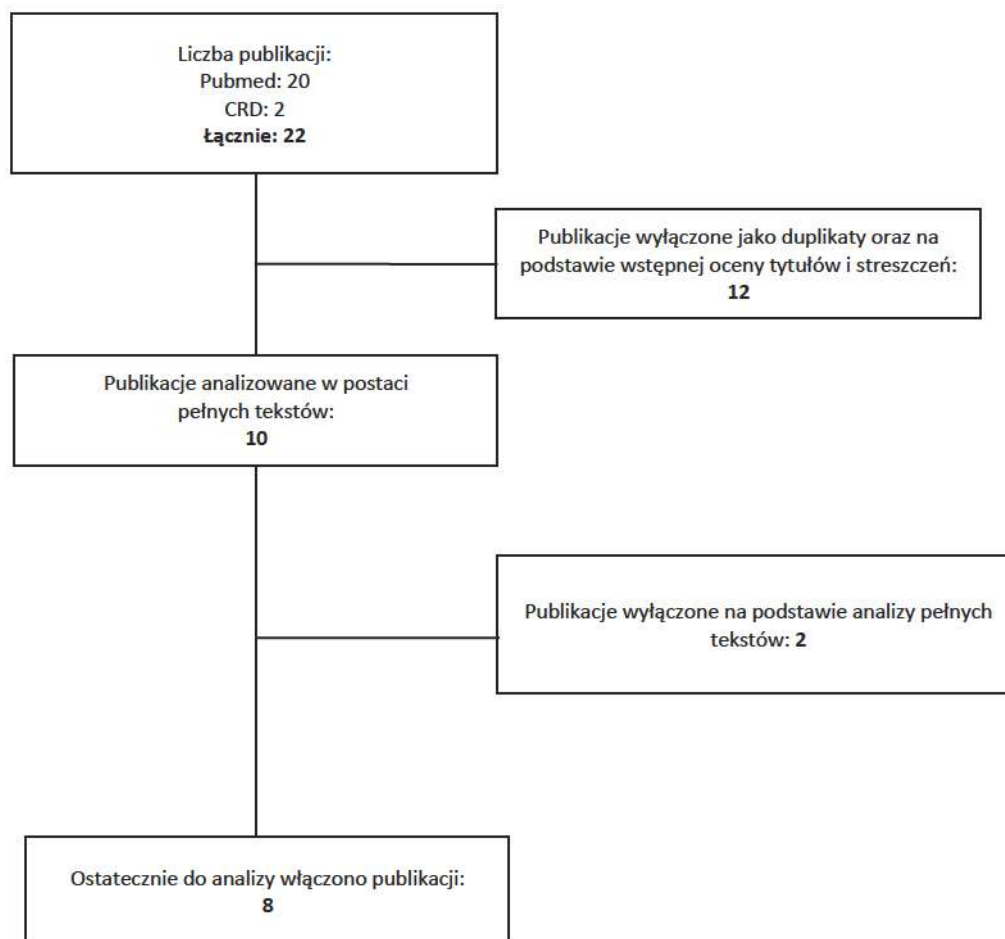 Liczba publikacji:
Pubmed: 20
CRD: 2
Łącznie: 22
Publikacje wyłączone jako duplikaty oraz na
podstawie wstępnej oceny tytułów i streszczeń:
12
Publikacje analizowane w postaci
pełnych tekstów:
10
Publikacje wyłączone na podstawie analizy pełnych
tekstów: 2
Ostatecznie do analizy włączono publikacji:
8